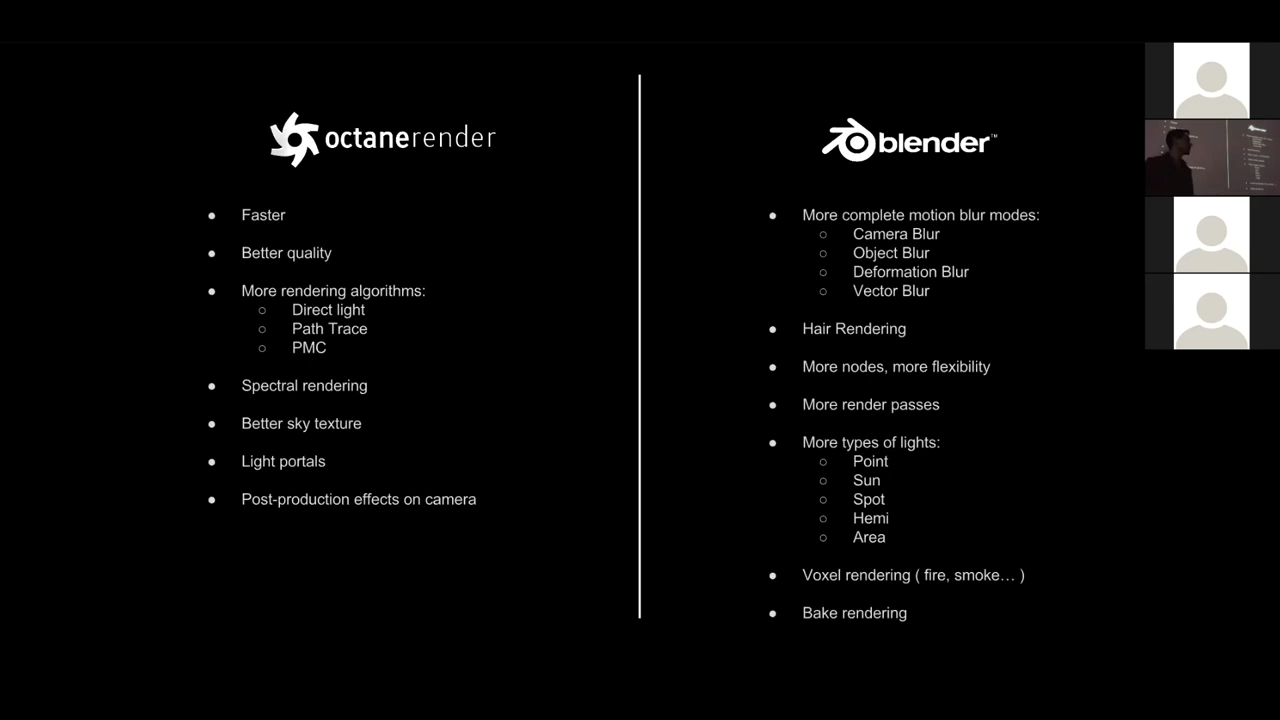 octanerender
● Faster
● Better quality
● More rendering algorithms:
○ Direct light
○ Path Trace
○ PMC
● Spectral rendering
● Better sky texture
● Light portals
● Post-production effects on camera
blender™
● More complete motion blur modes:
○ Camera Blur
○ Object Blur
○ Deformation Blur
○ Vector Blur
● Hair Rendering
● More nodes, more flexibility
● More render passes
● More types of lights:
○ Point
○ Sun
○ Spot
○ Hemi
○ Area
● Voxel rendering ( fire, smoke… )
● Bake rendering